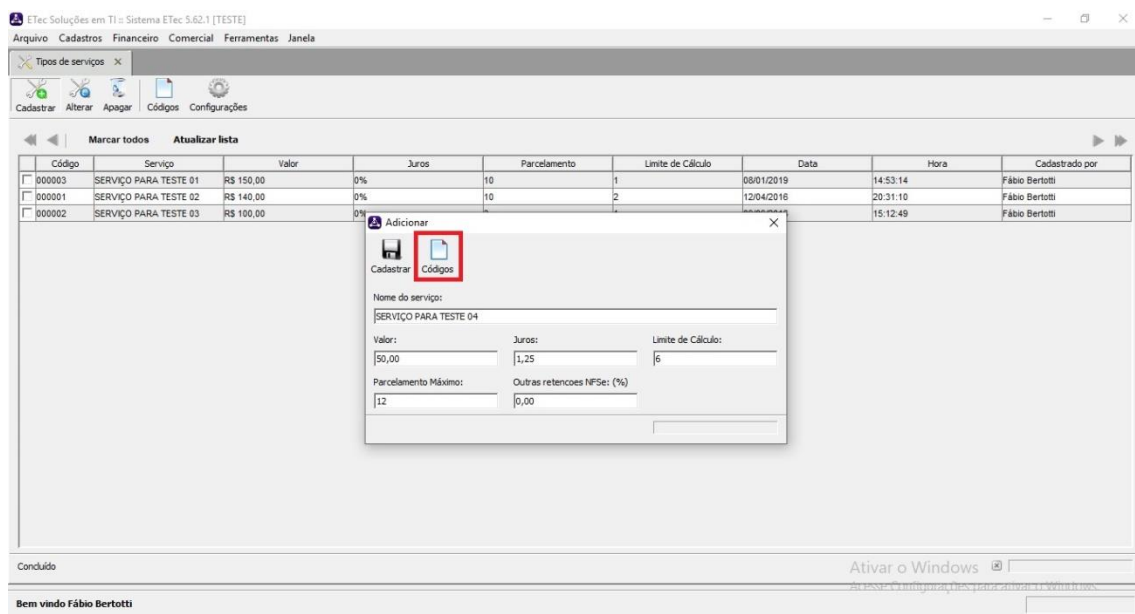 ETec Soluções em TI :: Sistema ETec 5.62.1 [TESTE]
Arquivo Cadastros Financeiro Comercial Ferramentas Janela
Tipos de serviços X
Cadastrar Alterar Apagar Códigos Configurações
Marcar todos Atualizar lista
Código Serviço Valor Juros Parcelamento Limite de Cálculo Data Hora Cadastrado por
000003 SERVIÇO PARA TESTE 01 R$ 150,00 0% 10 1 08/01/2019 14:53:14 Fábio Bertotti
000001 SERVIÇO PARA TESTE 02 R$ 140,00 0% 10 2 12/04/2016 20:31:10 Fábio Bertotti
000002 SERVIÇO PARA TESTE 03 R$ 100,00 15:12:49 Fábio Bertotti
Adicionar
Cadastrar Códigos
Nome do serviço:
SERVIÇO PARA TESTE 04
Valor: Juros: Limite de Cálculo:
50,00 1,25 6
Parcelamento Máximo: Outras retencoes NFSe: (%)
12 0,00
Concluído
Ativar o Windows
Acesse Configurações para ativar o Windows.
Bem vindo Fábio Bertotti